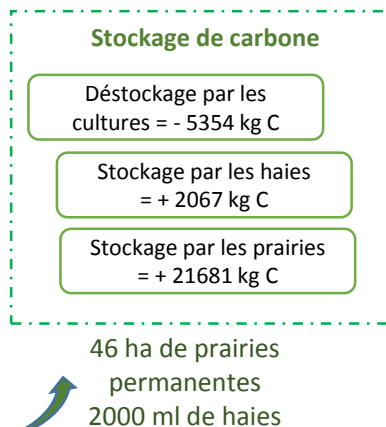 Stockage de carbone
Déstockage par les
cultures = - 5354 kg C
Stockage par les haies
= + 2067 kg C
Stockage par les prairies
= + 21681 kg C
46 ha de prairies
permanentes
2000 ml de haies